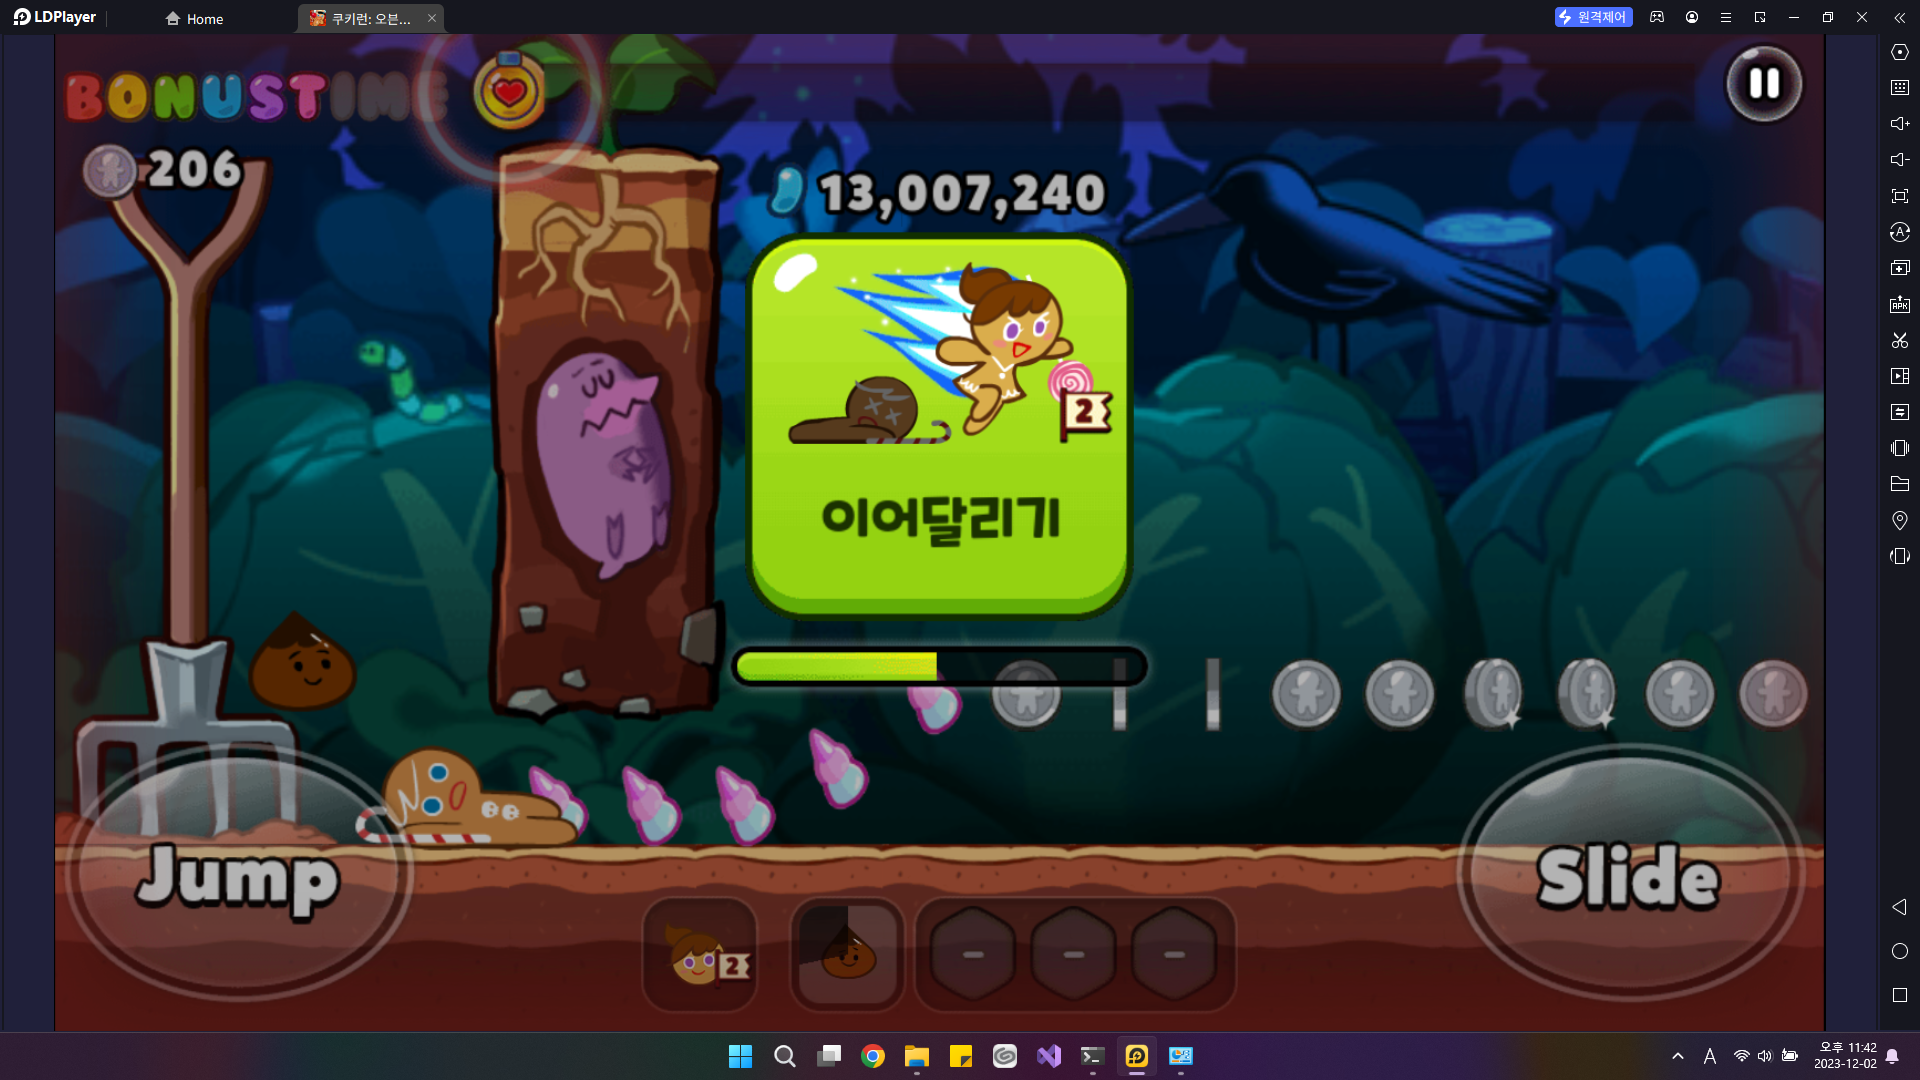 LDPlayer
Home
쿠키런: 오븐...
원격제어
BONUSTIME
206
13,007,240
2
이어달리기
Jump
Slide
2
A
APK
A
오후 11:42
2023-12-02